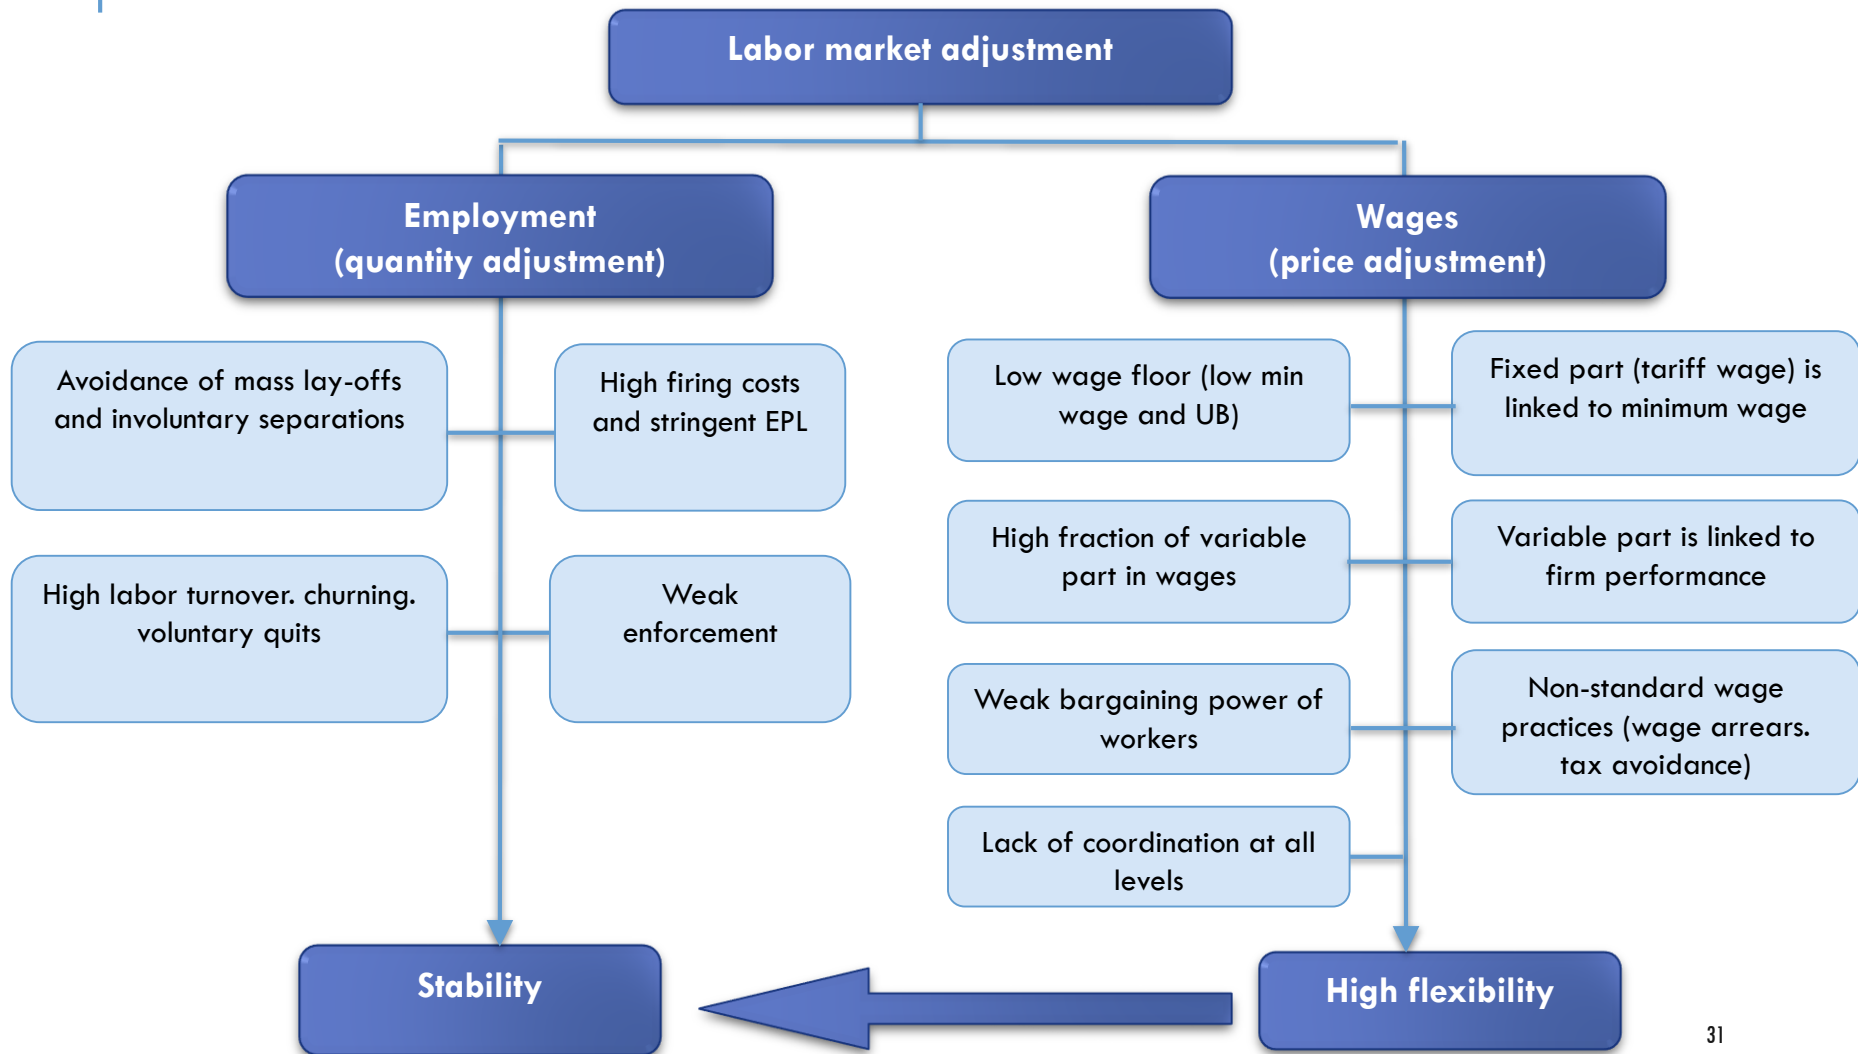 Labor market adjustment
Employment
(quantity adjustment)
Wages
(price adjustment)
Avoidance of mass lay-offs
and involuntary separations
High firing costs
and stringent EPL
High labor turnover. churning.
voluntary quits
Weak
enforcement
Low wage floor (low min
wage and UB)
Fixed part (tariff wage) is
linked to minimum wage
High fraction of variable
part in wages
Variable part is linked to
firm performance
Weak bargaining power of
workers
Non-standard wage
practices (wage arrears.
tax avoidance)
Lack of coordination at all
levels
Stability
High flexibility
31